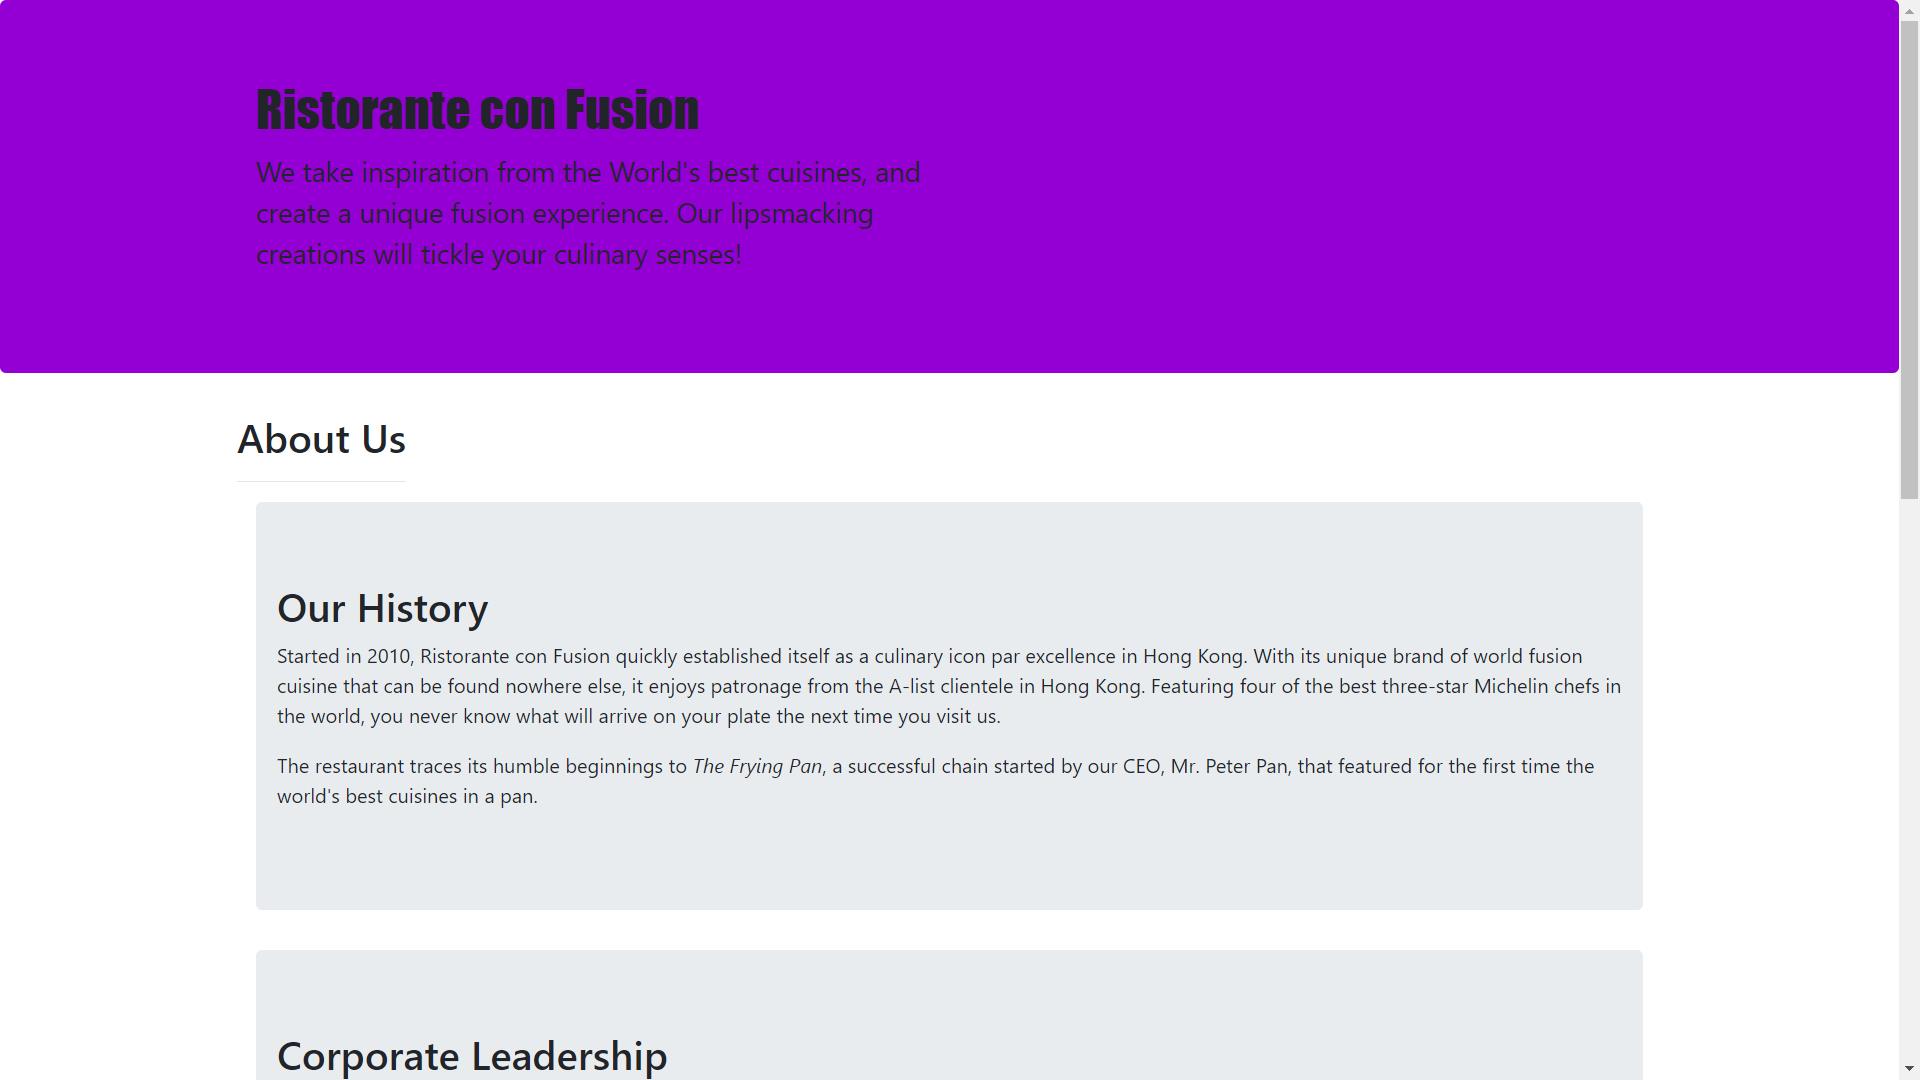 Ristorante con Fusion
We take inspiration from the World's best cuisines, and
create a unique fusion experience. Our lipsmacking
creations will tickle your culinary senses!
About Us
Our History
Started in 2010, Ristorante con Fusion quickly established itself as a culinary icon par excellence in Hong Kong. With its unique brand of world fusion
cuisine that can be found nowhere else, it enjoys patronage from the A-list clientele in Hong Kong. Featuring four of the best three-star Michelin chefs in
the world, you never know what will arrive on your plate the next time you visit us.
The restaurant traces its humble beginnings to The Frying Pan, a successful chain started by our CEO, Mr. Peter Pan, that featured for the first time the
world's best cuisines in a pan.
Corporate Leadership